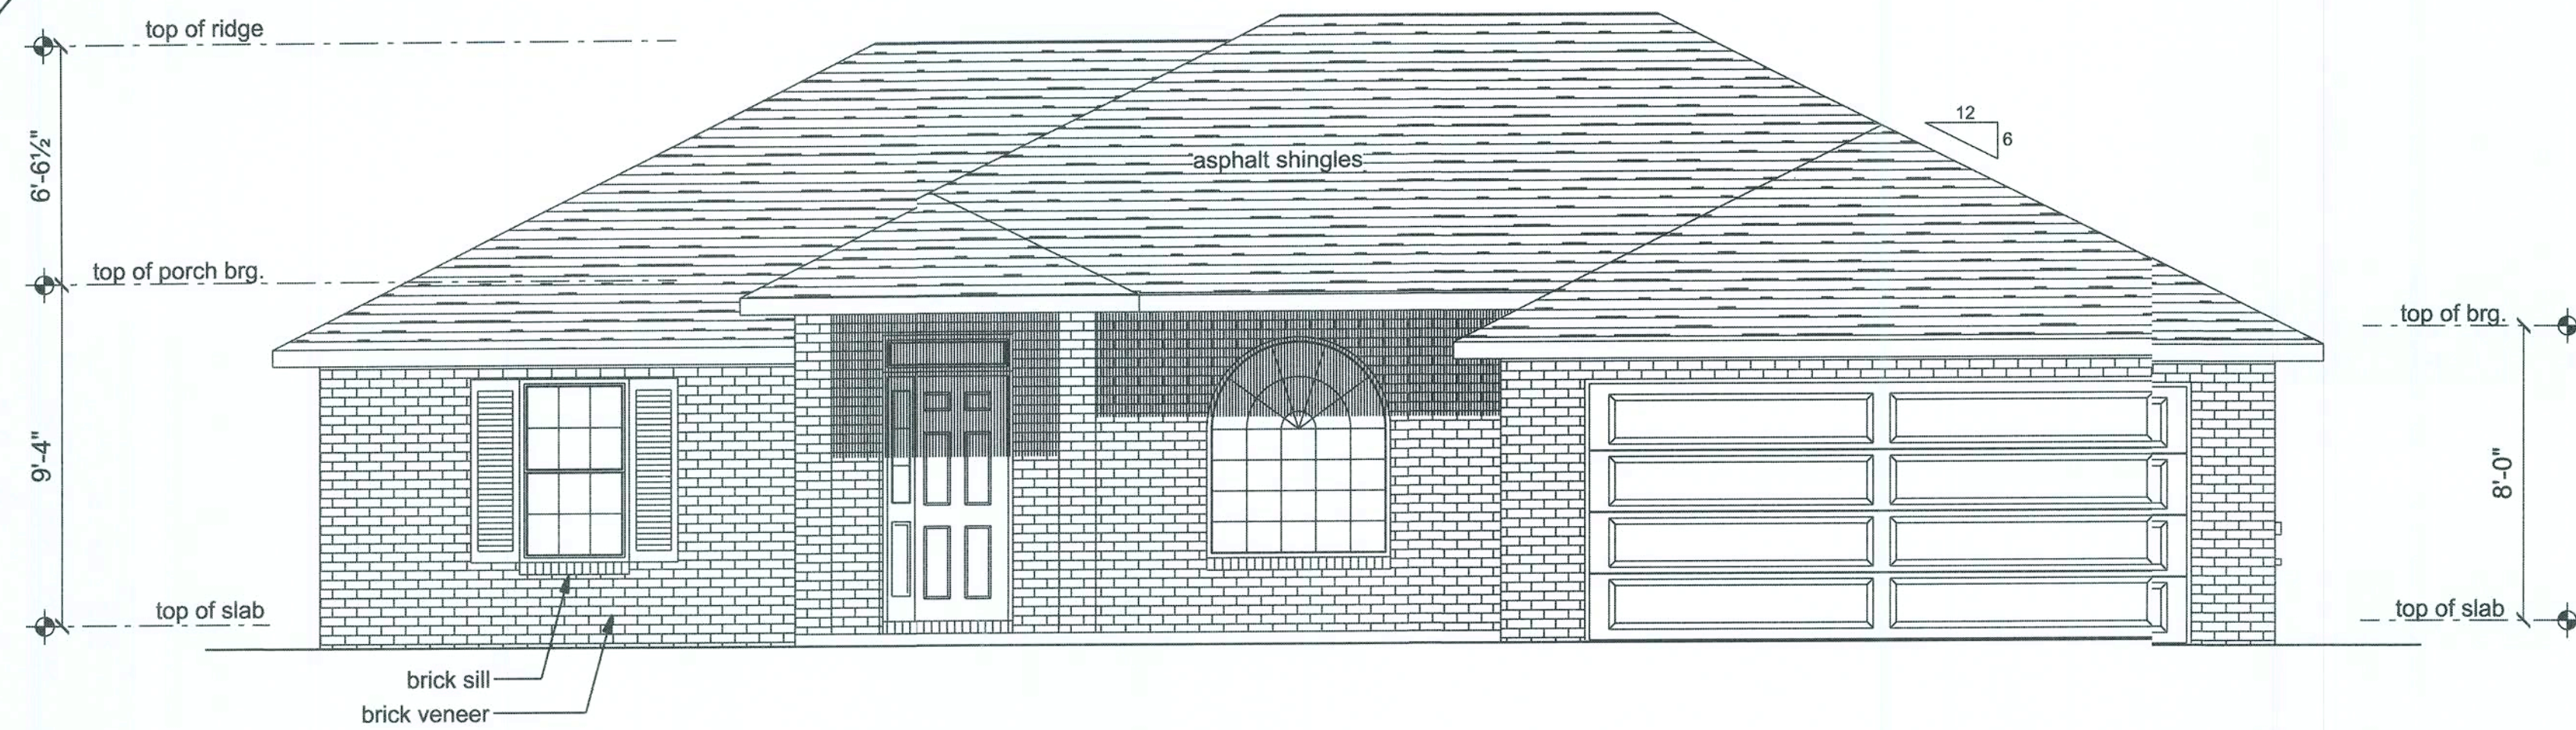 top of ridge
6'-6½"
top of porch brg.
9'-4"
top of slab
asphalt shingles
12
6
top of brg.
8'-0"
top of slab
brick sill
brick veneer